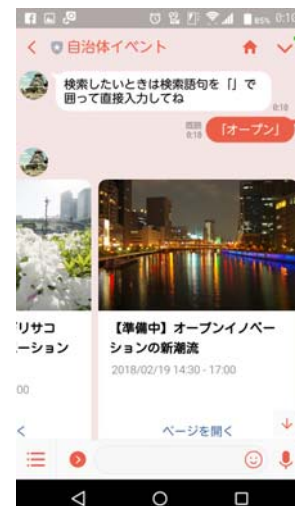 85% 0:10
自治体イベント
検索したいときは検索語句を「」で
囲って直接入力してね
0:10
既読
0:10
「オープン」
リサコ
ーション
00
【準備中】オープンイノベー
ションの新潮流
2018/02/19 14:30 - 17:00
ページを開く